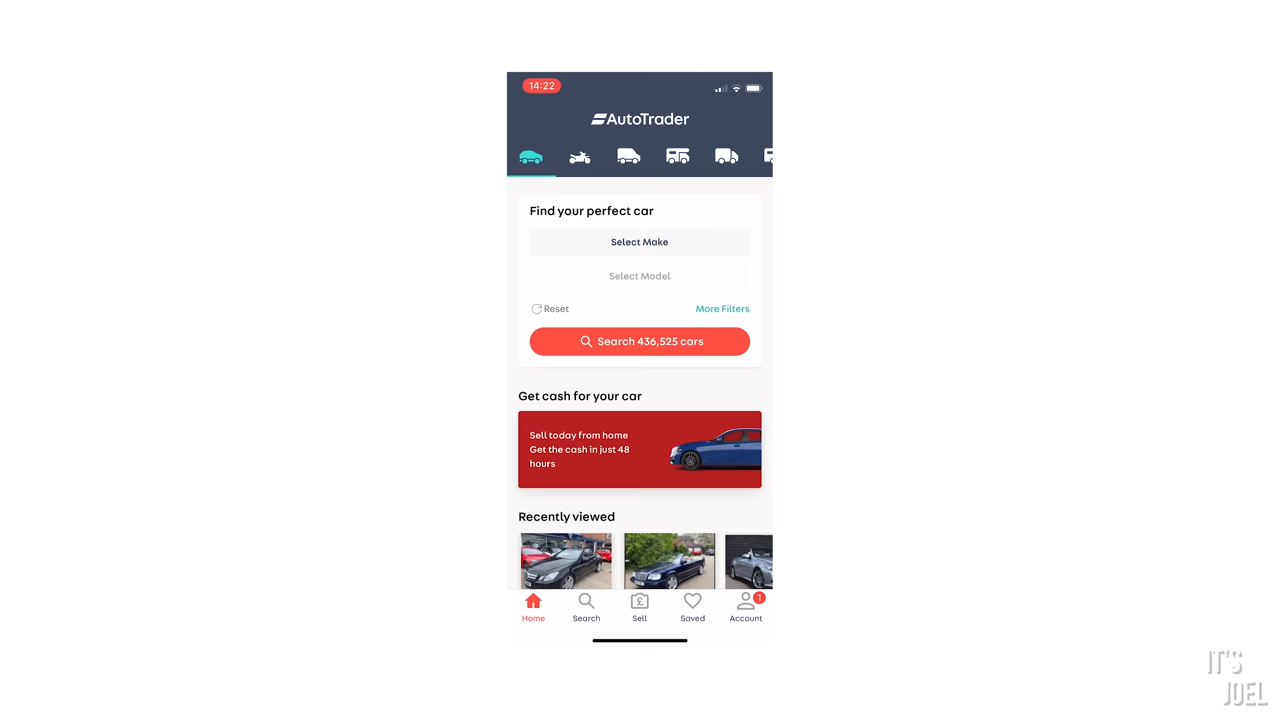 14:22
AutoTrader
Find your perfect car
Select Make
Select Model
Reset
More Filters
Search 436,525 cars
Get cash for your car
Sell today from home
Get the cash in just 48
hours
Recently viewed
Home
Search
£
Sell
Saved
1
Account
IT'S
JOEL